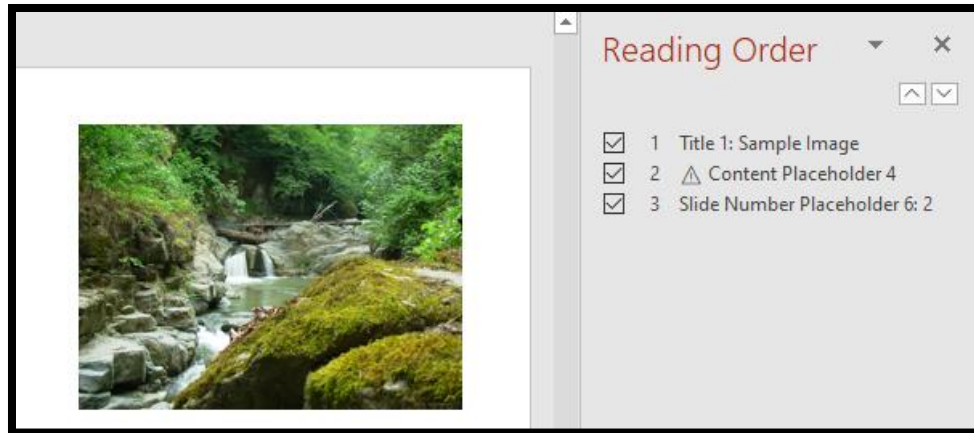 Reading Order
1 Title 1: Sample Image
2 Content Placeholder 4
3 Slide Number Placeholder 6: 2